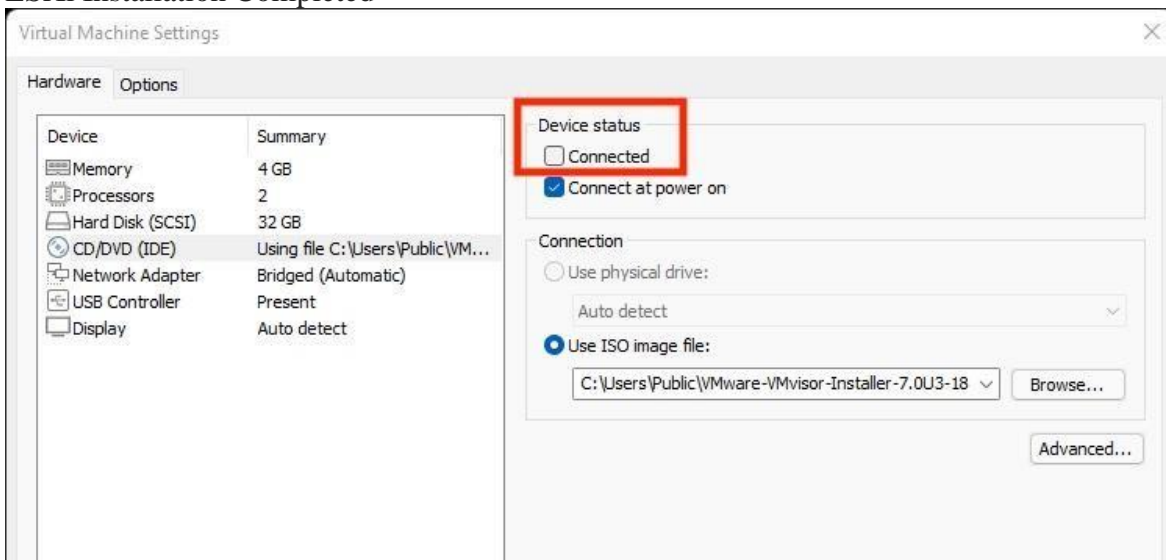 ESXi Installation Completed
Virtual Machine Settings
Hardware Options
Device Summary
Memory 4 GB
Processors 2
Hard Disk (SCSI) 32 GB
CD/DVD (IDE) Using file C:\Users\Public\VM...
Network Adapter Bridged (Automatic)
USB Controller Present
Display Auto detect
Device status
Connected
Connect at power on
Connection
Use physical drive:
Auto detect
Use ISO image file:
C:\Users\Public\VMware-VMvisor-Installer-7.0U3-18
Browse...
Advanced...